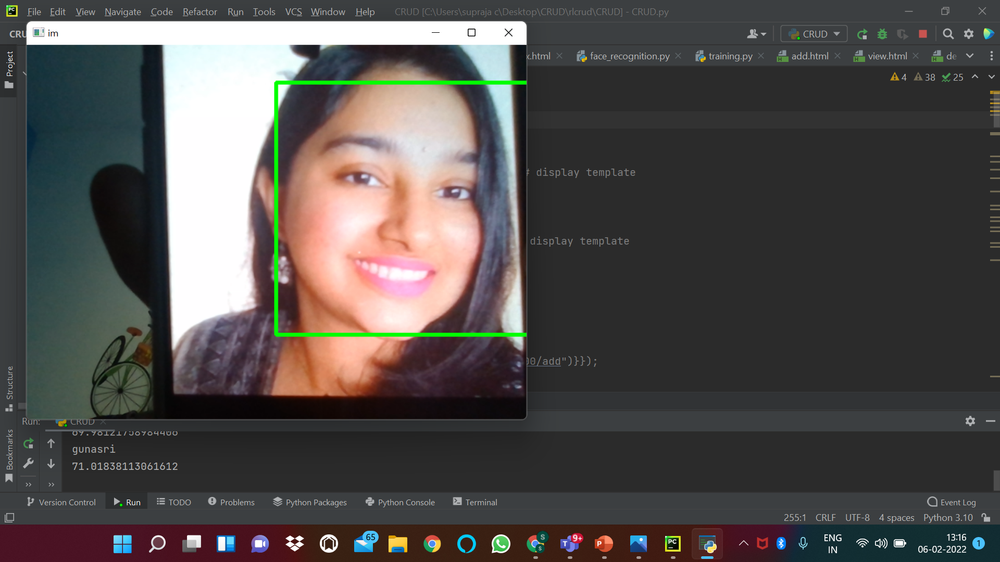 File Edit View Navigate Code Refactor Run Tools VCS Window Help CRUD [C:\Users\supraja c\Desktop\CRUD\rlcrud\CRUD] - CRUD.py
CRU
im
CRUD
x.html face_recognition.py training.py add.html view.html de
4 38 25
Project
# display template
display template
00/add")}});
Structure
Bookmarks
Run: CRUD
69.98121758984406
gunasri
71.01838113061612
Version Control Run TODO Problems Python Packages Python Console Terminal Event Log
255:1 CRLF UTF-8 4 spaces Python 3.10
65
S
S
9+
T
P
PC
PC
ENG
IN
13:16
06-02-2022
1